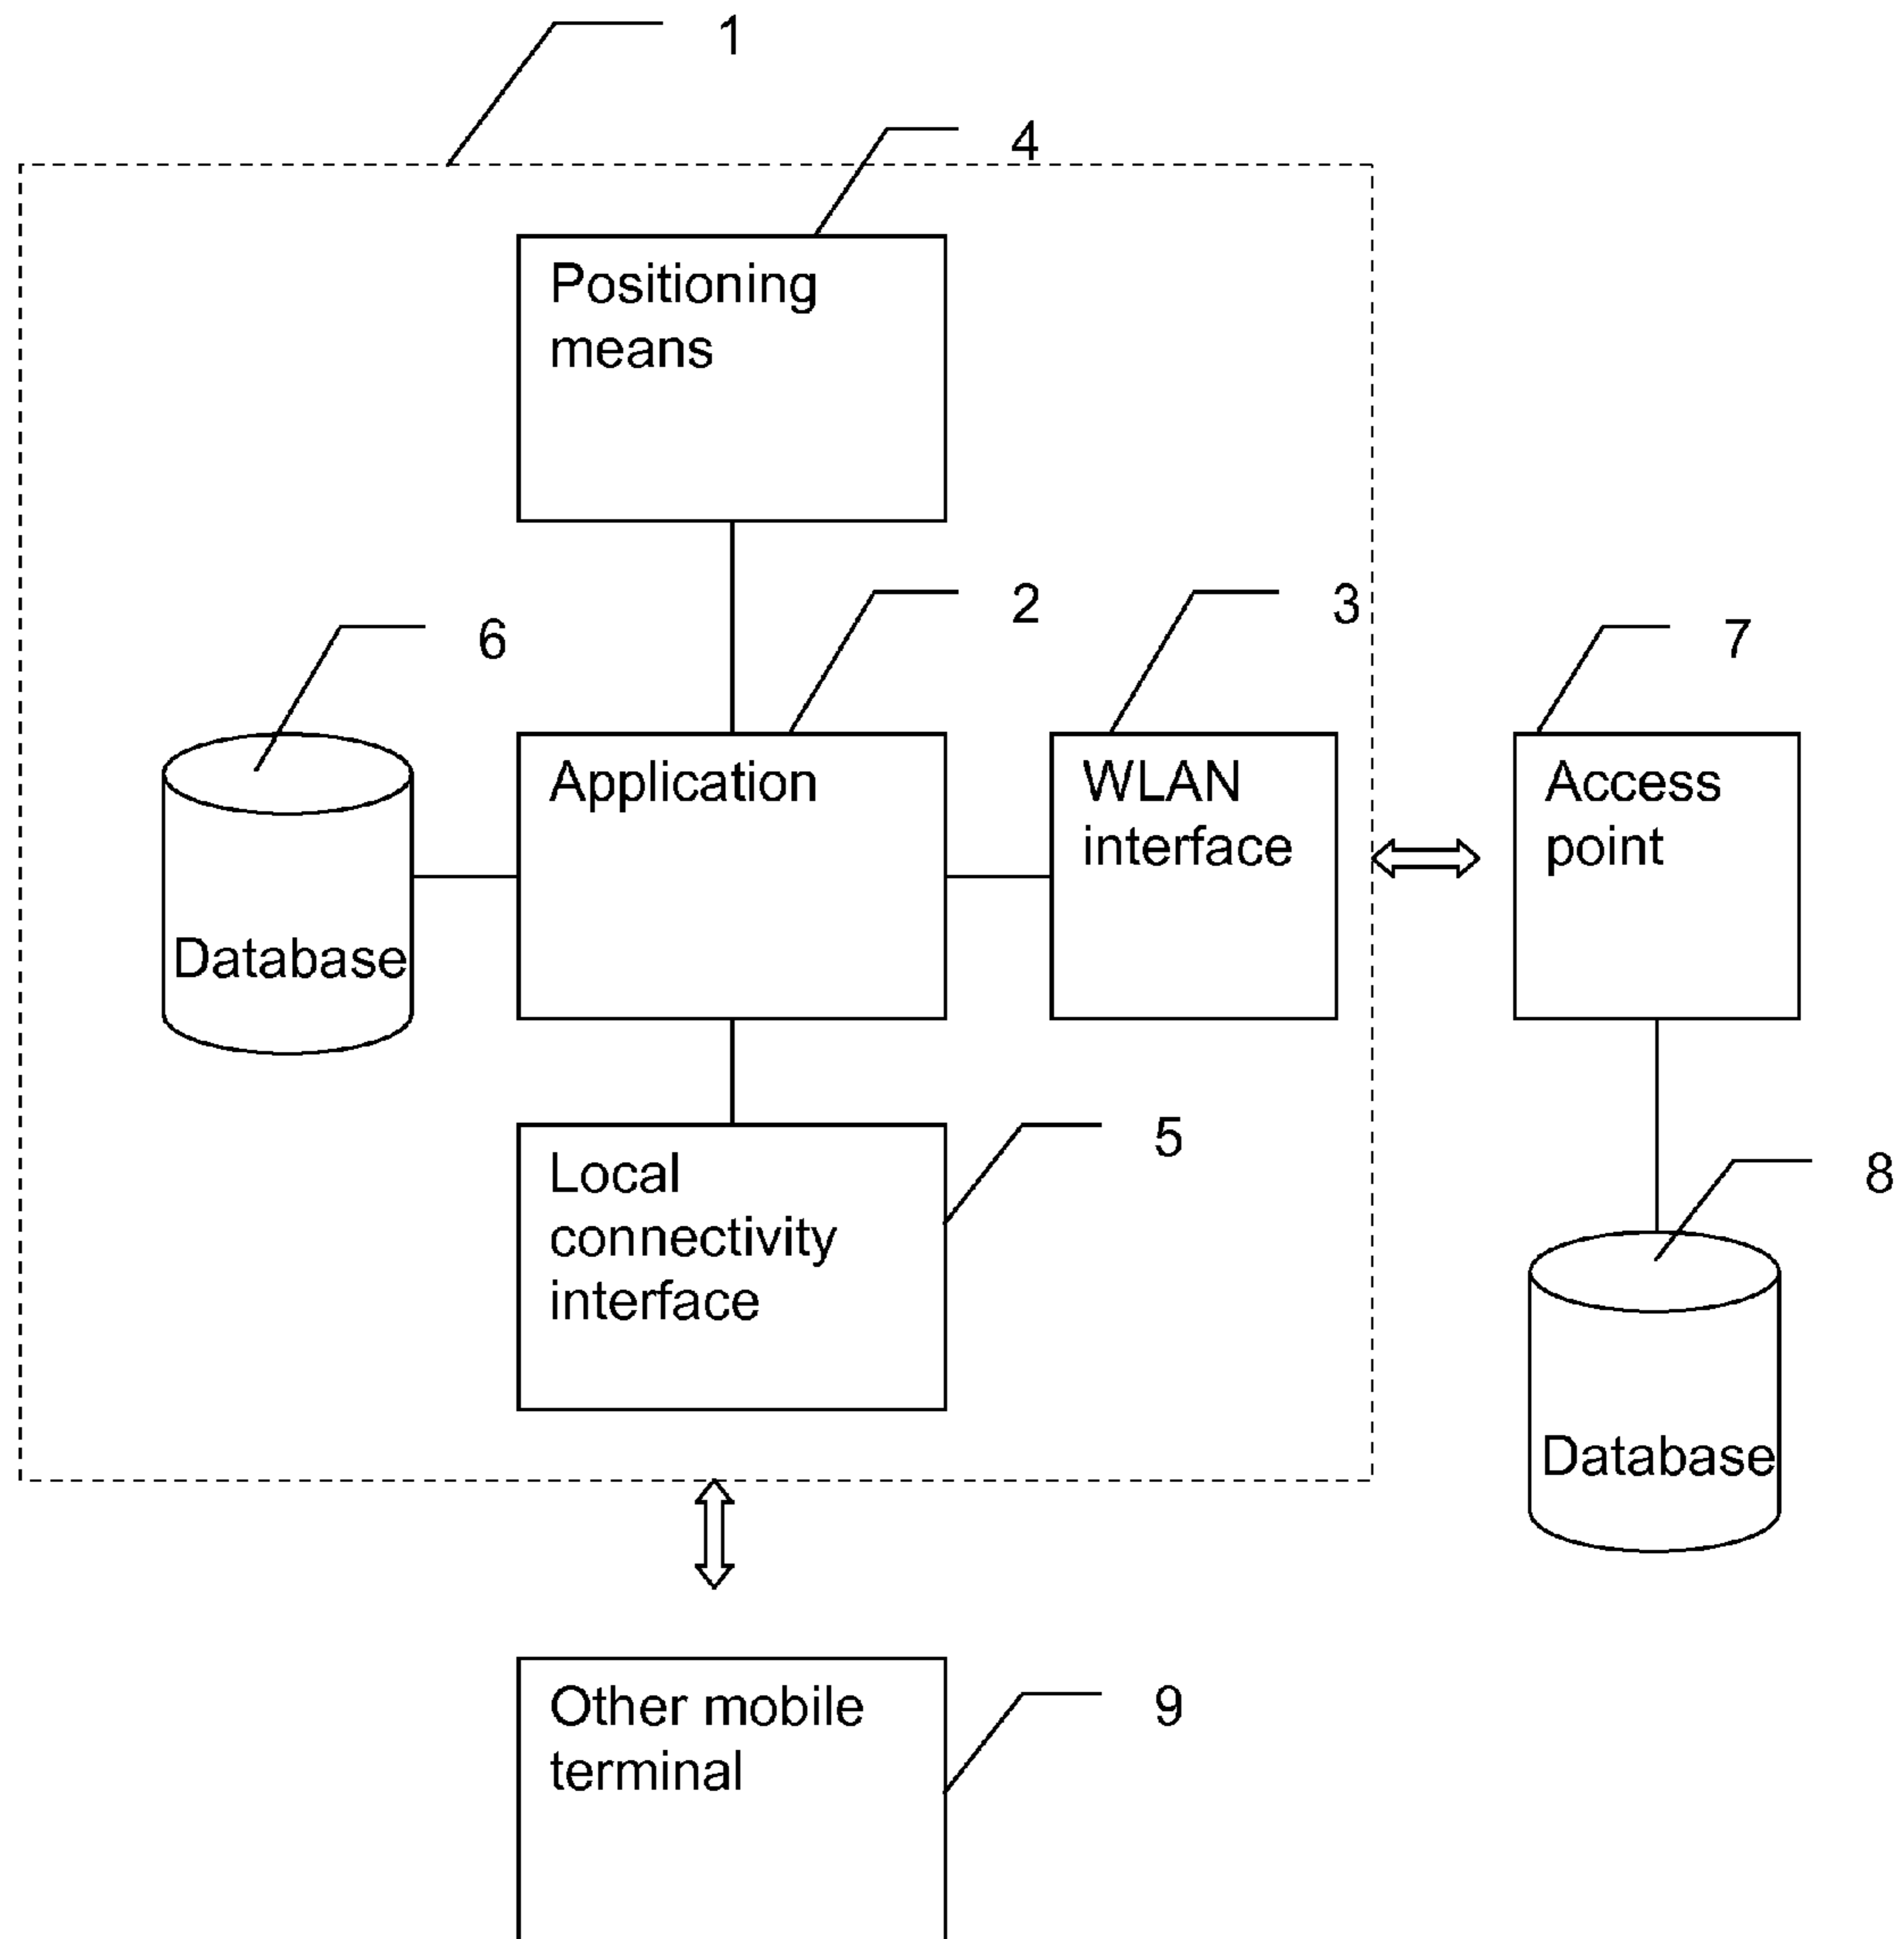 1
4
Positioning
means
2
3
6
7
Application
WLAN
interface
Access
point
Database
5
Local
connectivity
interface
8
Database
Other mobile
terminal
9